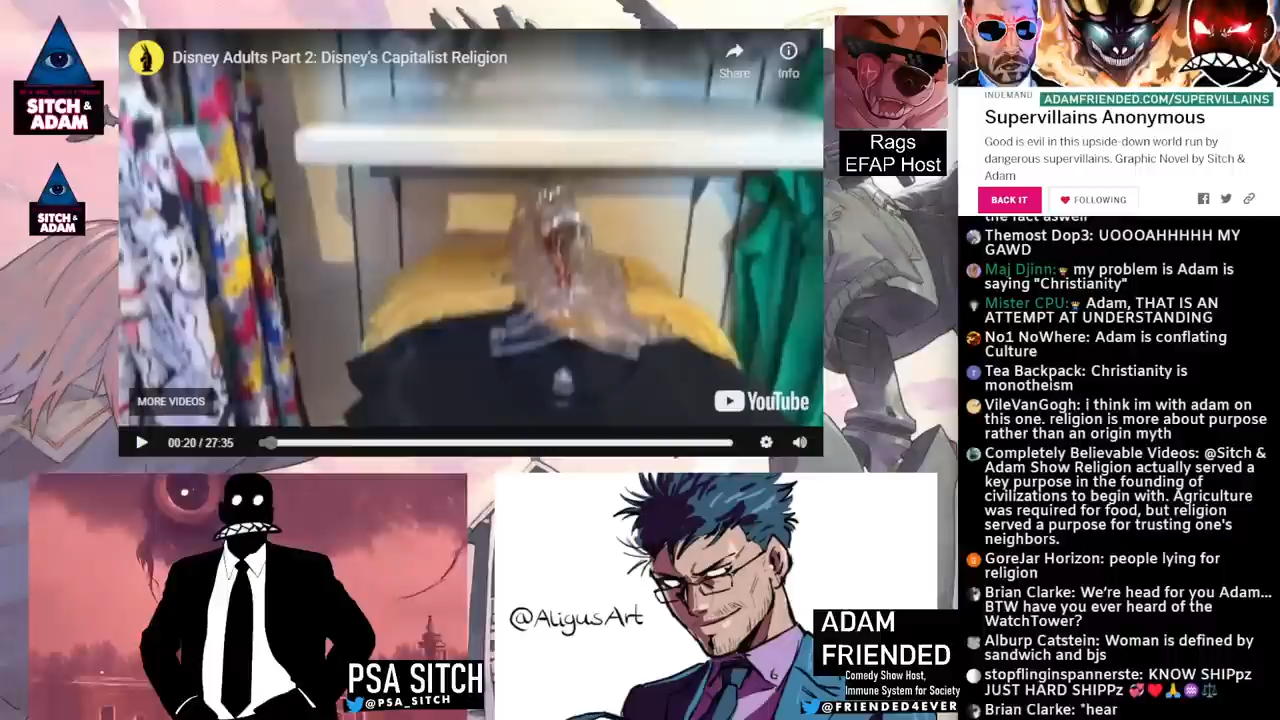 Disney Adults Part 2: Disney's Capitalist Religion
Share
Info
SITCH &
ADAM
SITCH &
ADAM
MORE VIDEOS
YouTube
00:20 / 27:35
Rags
EFAP Host
INDEMAND
ADAMFRIENDED.COM/SUPERVILLAINS
Supervillains Anonymous
Good is evil in this upside-down world run by
dangerous supervillains. Graphic Novel by Sitch &
Adam
BACK IT
FOLLOWING
the fact aswell
Themost Dop3: UOOOAHHHHH MY
GAWD
Maj Djinn: my problem is Adam is
saying "Christianity"
Mister CPU: Adam, THAT IS AN
ATTEMPT AT UNDERSTANDING
No1 NoWhere: Adam is conflating
Culture
Tea Backpack: Christianity is
monotheism
VileVanGogh: i think im with adam on
this one. religion is more about purpose
rather than an origin myth
Completely Believable Videos: @Sitch &
Adam Show Religion actually served a
key purpose in the founding of
civilizations to begin with. Agriculture
was required for food, but religion
served a purpose for trusting one's
neighbors.
GoreJar Horizon: people lying for
religion
Brian Clarke: We're head for you Adam...
BTW have you ever heard of the
WatchTower?
Alburp Catstein: Woman is defined by
sandwich and bjs
stopflinginspannerste: KNOW SHIPpz
JUST HARD SHIPPz 💞❤️🙏♒⚖️
Brian Clarke: *hear
PSA SITCH
@PSA_SITCH
@AligusArt
ADAM
FRIENDED
Comedy Show Host,
Immune System for Society
@FRIENDED4EVER